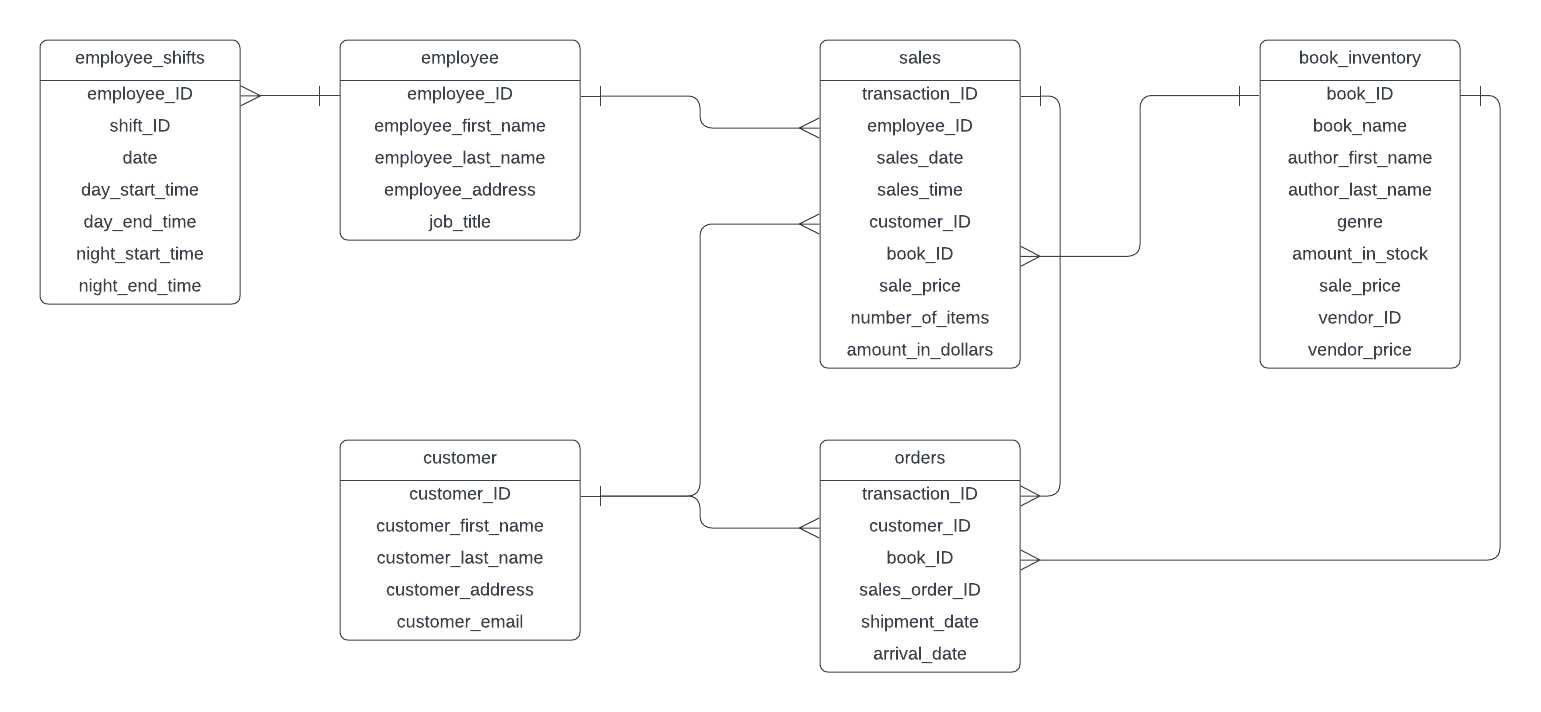 employee_shifts
employee_ID
shift_ID
date
day_start_time
day_end_time
night_start_time
night_end_time
employee
employee_ID
employee_first_name
employee_last_name
employee_address
job_title
sales
transaction_ID
employee_ID
sales_date
sales_time
customer_ID
book_ID
sale_price
number_of_items
amount_in_dollars
book_inventory
book_ID
book_name
author_first_name
author_last_name
genre
amount_in_stock
sale_price
vendor_ID
vendor_price
customer
customer_ID
customer_first_name
customer_last_name
customer_address
customer_email
orders
transaction_ID
customer_ID
book_ID
sales_order_ID
shipment_date
arrival_date